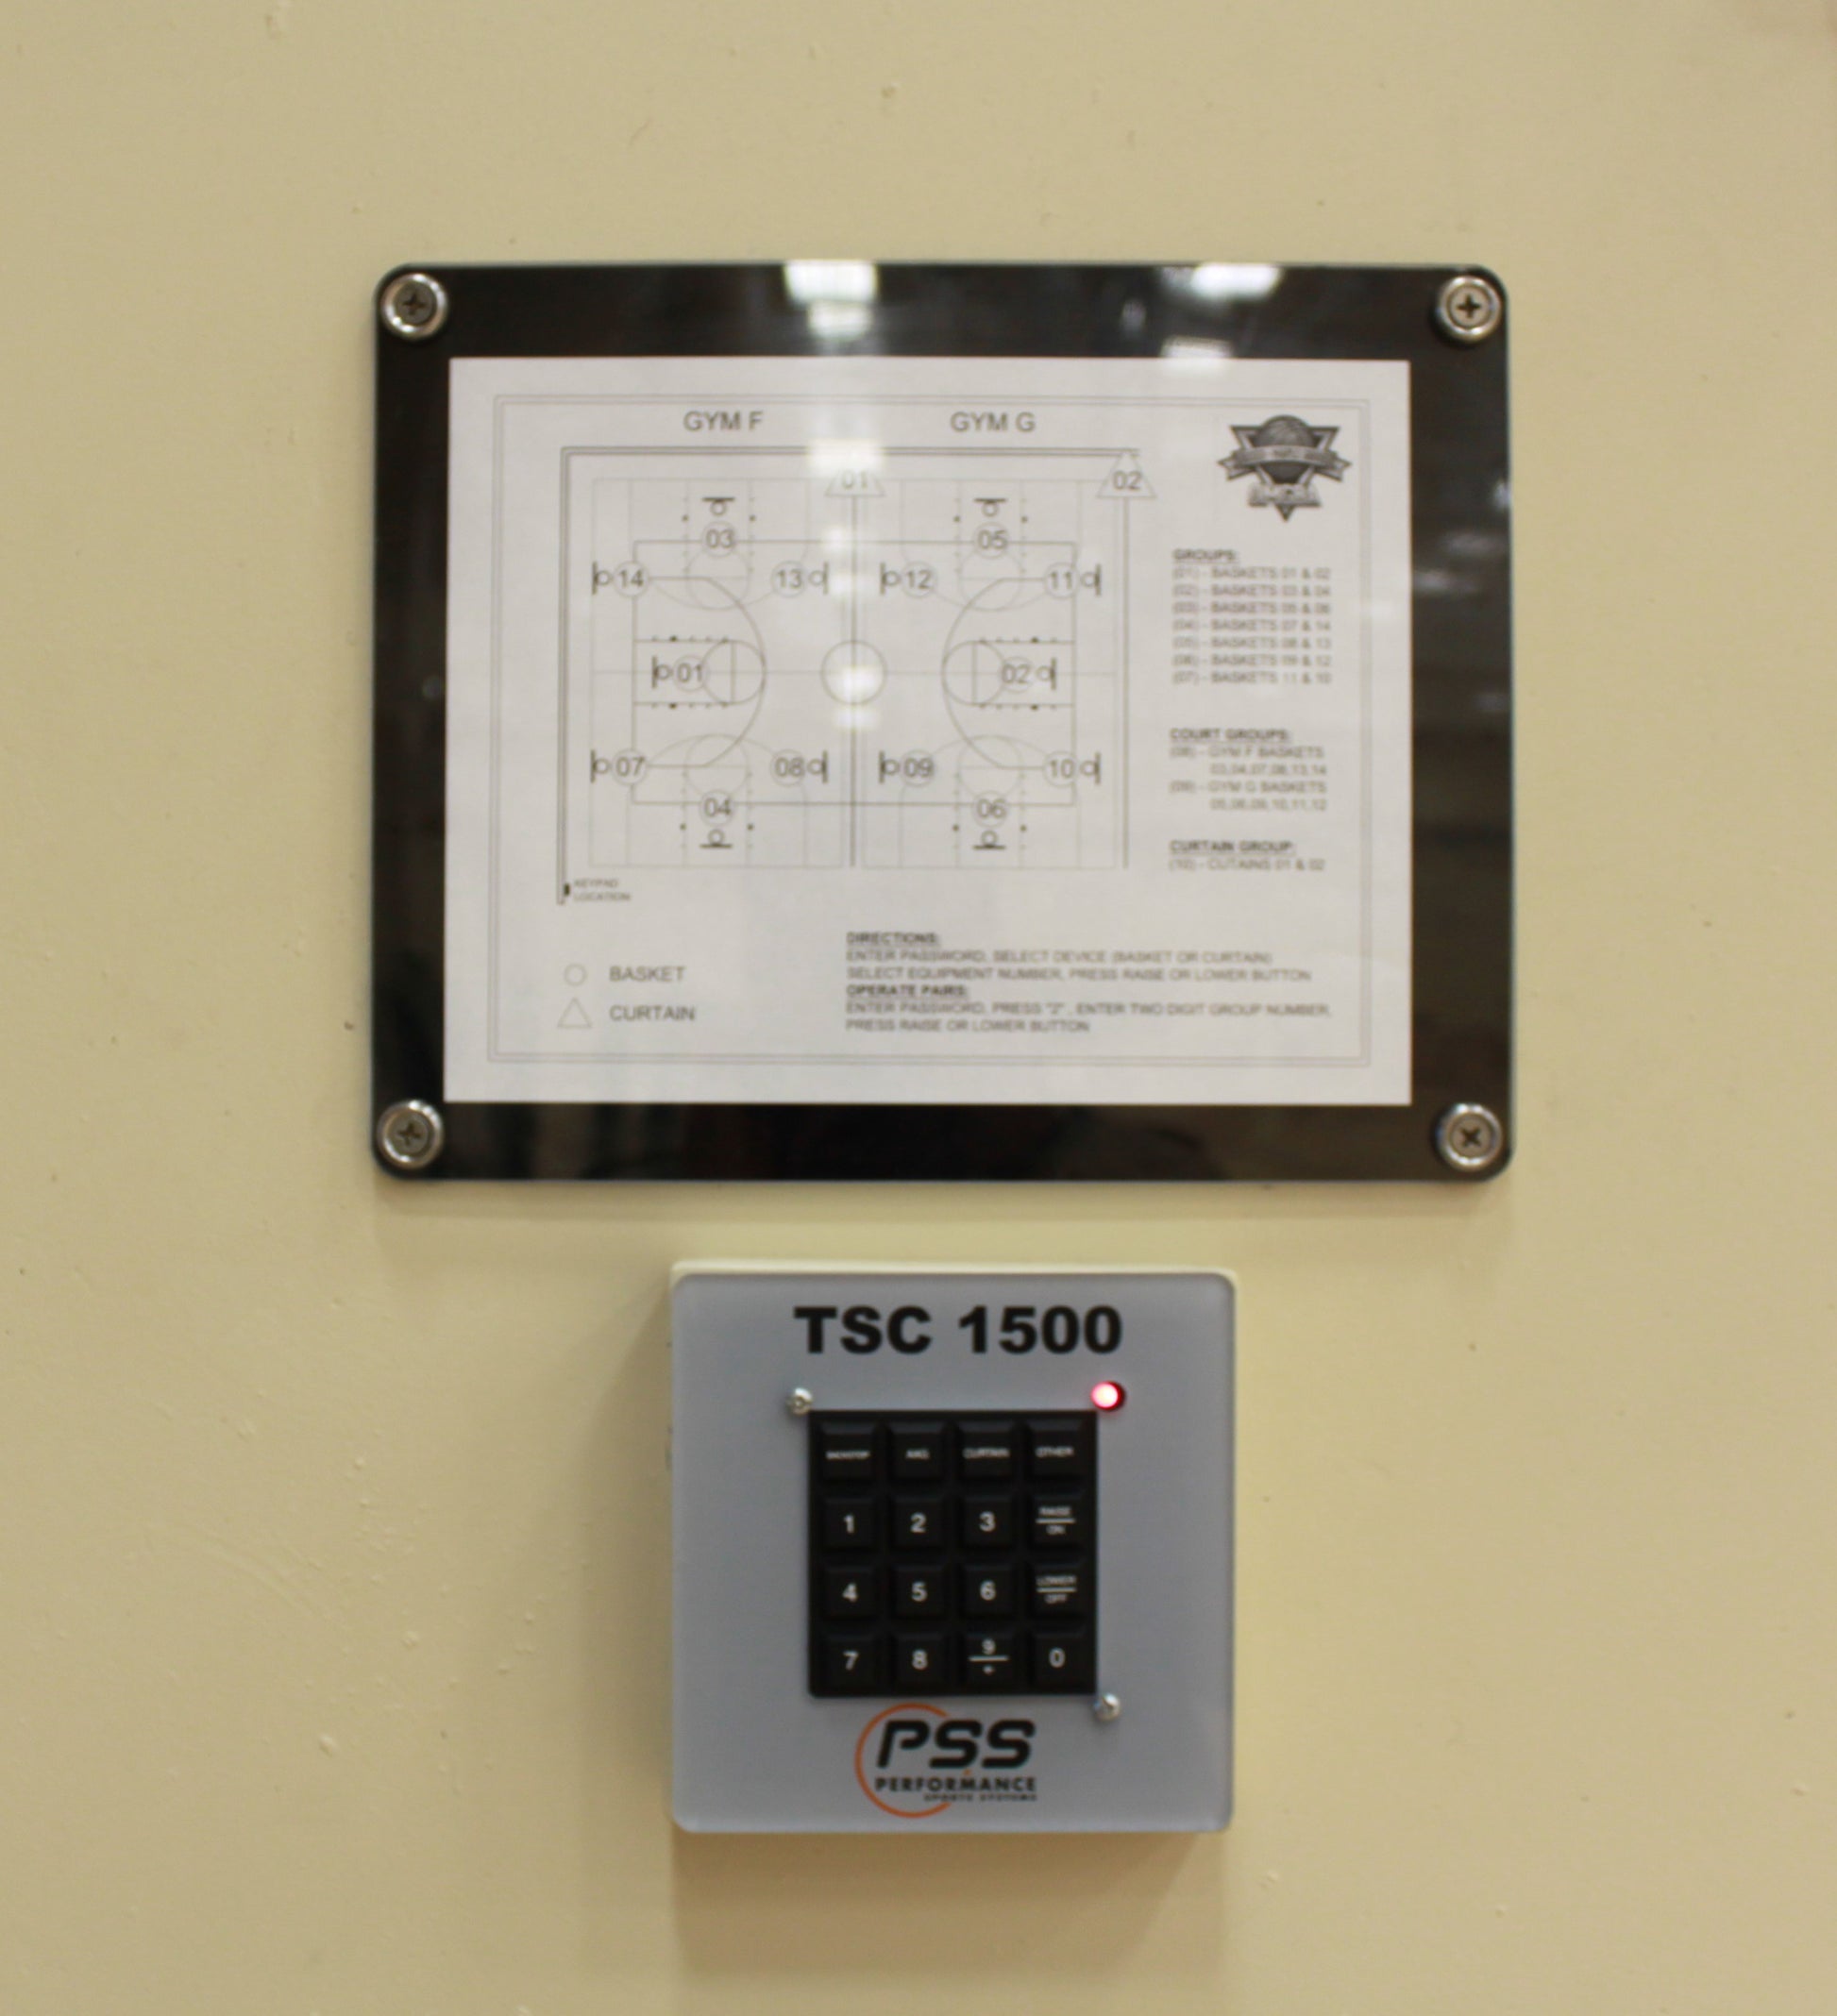 GYM F
GYM G
01
02
03
05
14
13
12
11
01
02
07
08
09
10
04
06
KEYPAD
LOCATION
GROUPS:
(01) - BASKETS 01 & 02
(02) - BASKETS 03 & 04
(03) - BASKETS 05 & 06
(04) - BASKETS 07 & 14
(05) - BASKETS 08 & 13
(06) - BASKETS 09 & 12
(07) - BASKETS 11 & 10
COURT GROUPS:
(08) - GYM F BASKETS
03,04,07,08,13,14
(09) - GYM G BASKETS
05,06,09,10,11,12
CURTAIN GROUP:
(10) - CUTAINS 01 & 02
BASKET
CURTAIN
DIRECTIONS:
ENTER PASSWORD, SELECT DEVICE (BASKET OR CURTAIN)
SELECT EQUIPMENT NUMBER, PRESS RAISE OR LOWER BUTTON
OPERATE PAIRS:
ENTER PASSWORD, PRESS "2" , ENTER TWO DIGIT GROUP NUMBER,
PRESS RAISE OR LOWER BUTTON
TSC 1500
BACKSTOP CURTAIN OTHER
1 2 3 RAISE
ON
4 5 6 LOWER
OFF
7 8 9 0
PSS
PERFORMANCE
SPORTS SYSTEMS